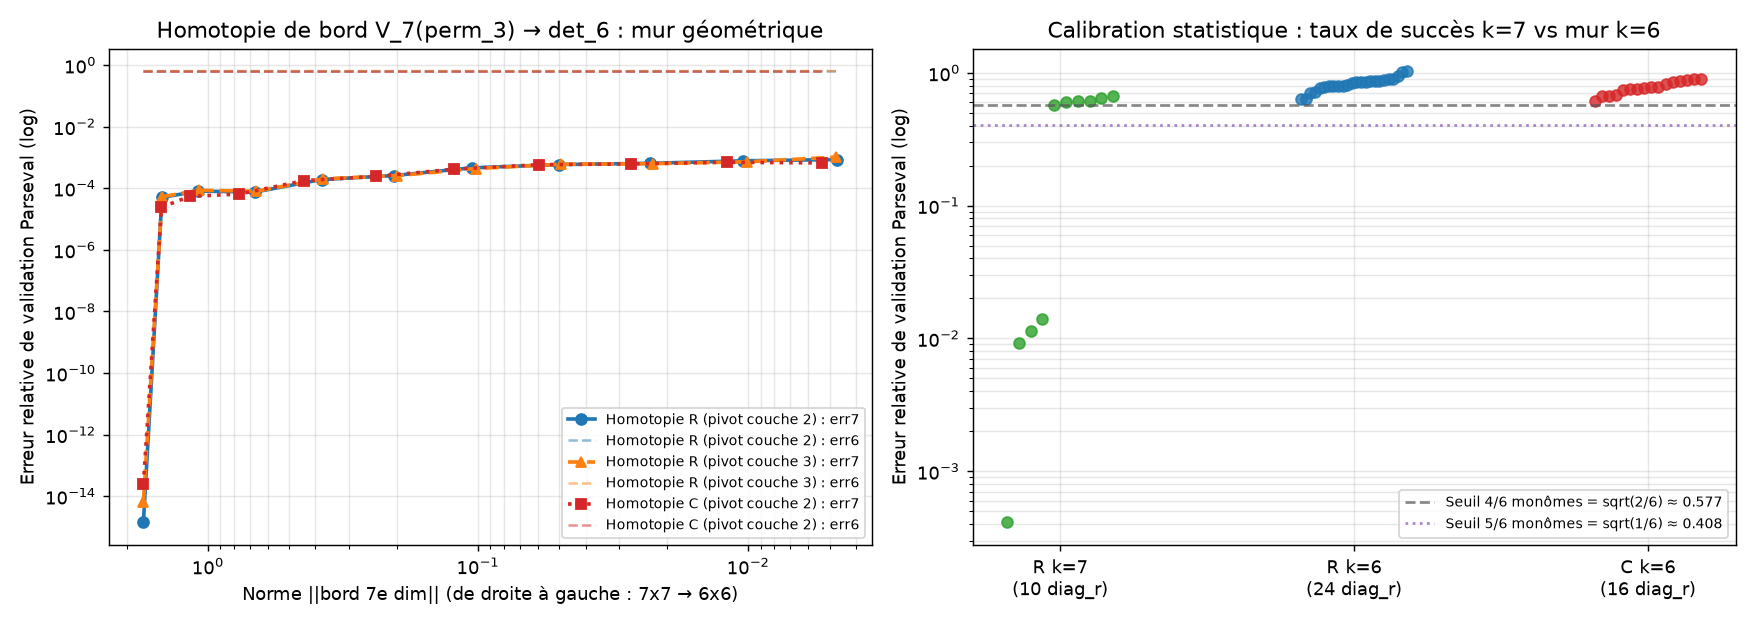 Homotopie de bord V_7(perm_3) → det_6 : mur géométrique
Erreur relative de validation Parseval (log)
10⁰
10⁻²
10⁻⁴
10⁻⁶
10⁻⁸
10⁻¹⁰
10⁻¹²
10⁻¹⁴
Homotopie R (pivot couche 2) : err7
Homotopie R (pivot couche 2) : err6
Homotopie R (pivot couche 3) : err7
Homotopie R (pivot couche 3) : err6
Homotopie C (pivot couche 2) : err7
Homotopie C (pivot couche 2) : err6
10⁰
10⁻¹
10⁻²
Norme ||bord 7e dim|| (de droite à gauche : 7x7 → 6x6)
Calibration statistique : taux de succès k=7 vs mur k=6
Erreur relative de validation Parseval (log)
10⁰
10⁻¹
10⁻²
10⁻³
Seuil 4/6 monômes = sqrt(2/6) ≈ 0.577
Seuil 5/6 monômes = sqrt(1/6) ≈ 0.408
R k=7
(10 diag_r)
R k=6
(24 diag_r)
C k=6
(16 diag_r)